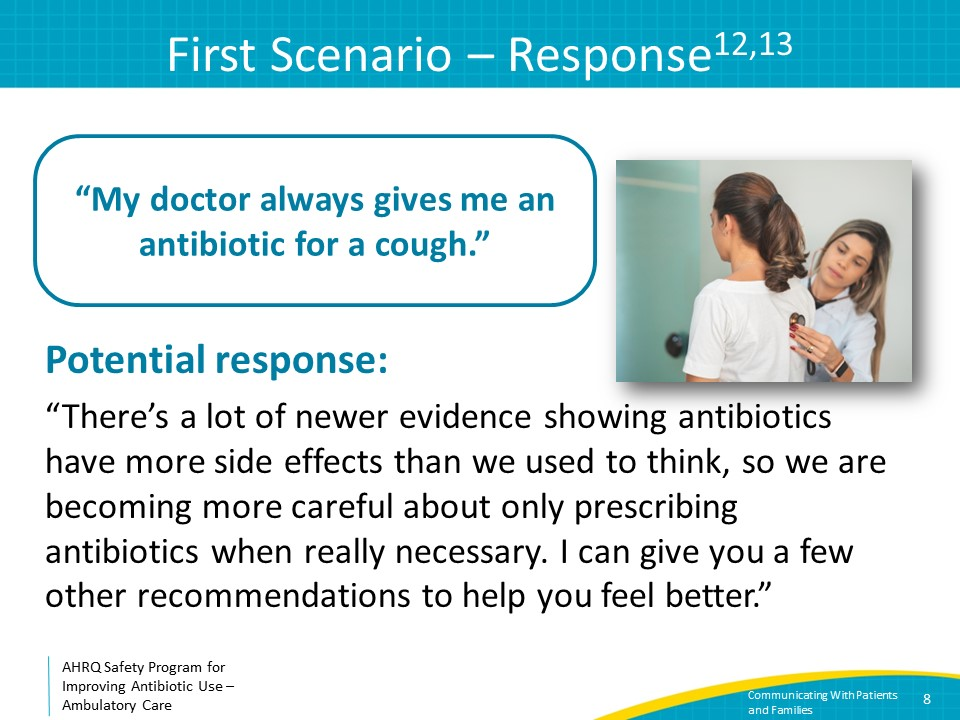 First Scenario – Response12,13
“My doctor always gives me an
antibiotic for a cough.”
Potential response:
“There’s a lot of newer evidence showing antibiotics
have more side effects than we used to think, so we are
becoming more careful about only prescribing
antibiotics when really necessary. I can give you a few
other recommendations to help you feel better.”
AHRQ Safety Program for
Improving Antibiotic Use –
Ambulatory Care
Communicating With Patients
and Families
8